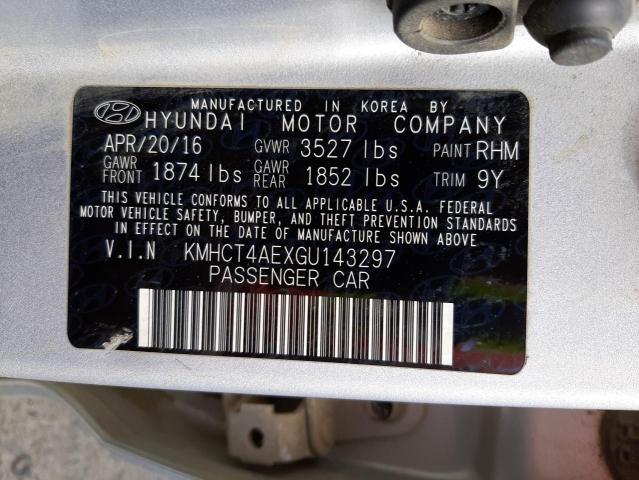 MANUFACTURED IN KOREA BY
HYUNDAI MOTOR COMPANY
APR/20/16 GVWR 3527 lbs PAINT RHM
GAWR FRONT 1874 lbs GAWR REAR 1852 lbs TRIM 9Y
THIS VEHICLE CONFORMS TO ALL APPLICABLE U.S.A. FEDERAL
MOTOR VEHICLE SAFETY, BUMPER, AND THEFT PREVENTION STANDARDS
IN EFFECT ON THE DATE OF MANUFACTURE SHOWN ABOVE
V.I.N KMHCT4AEXGU143297
PASSENGER CAR